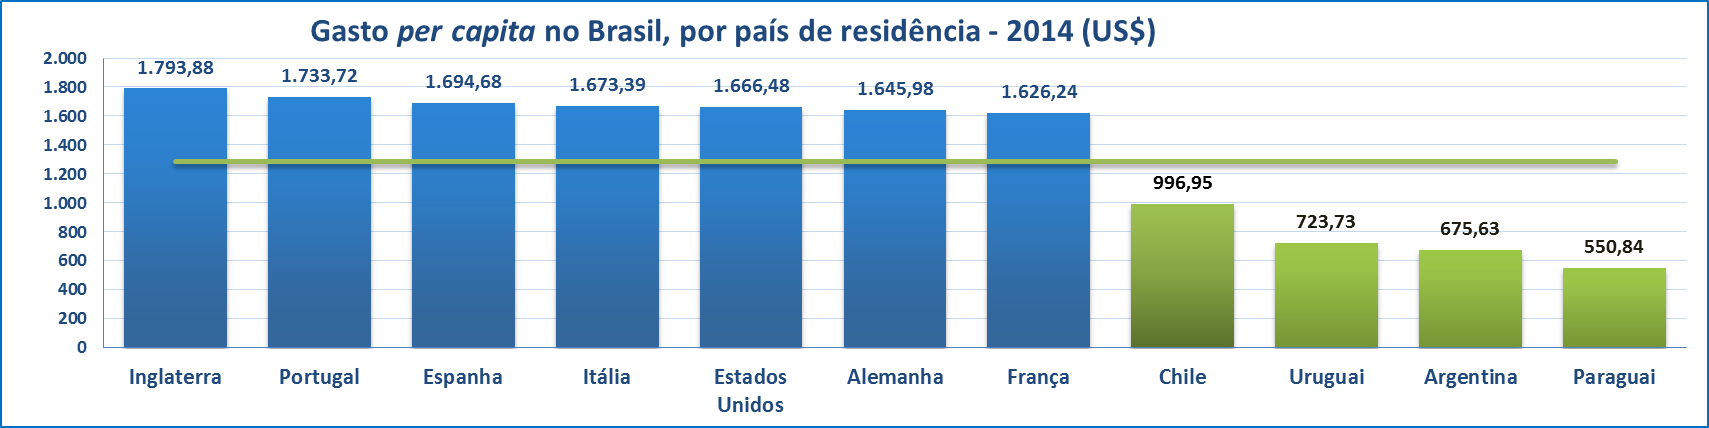 Gasto per capita no Brasil, por país de residência - 2014 (US$)
2.000
1.800
1.600
1.400
1.200
1.000
800
600
400
200
0
1.793,88
1.733,72
1.694,68
1.673,39
1.666,48
1.645,98
1.626,24
996,95
723,73
675,63
550,84
Inglaterra
Portugal
Espanha
Itália
Estados
Unidos
Alemanha
França
Chile
Uruguai
Argentina
Paraguai